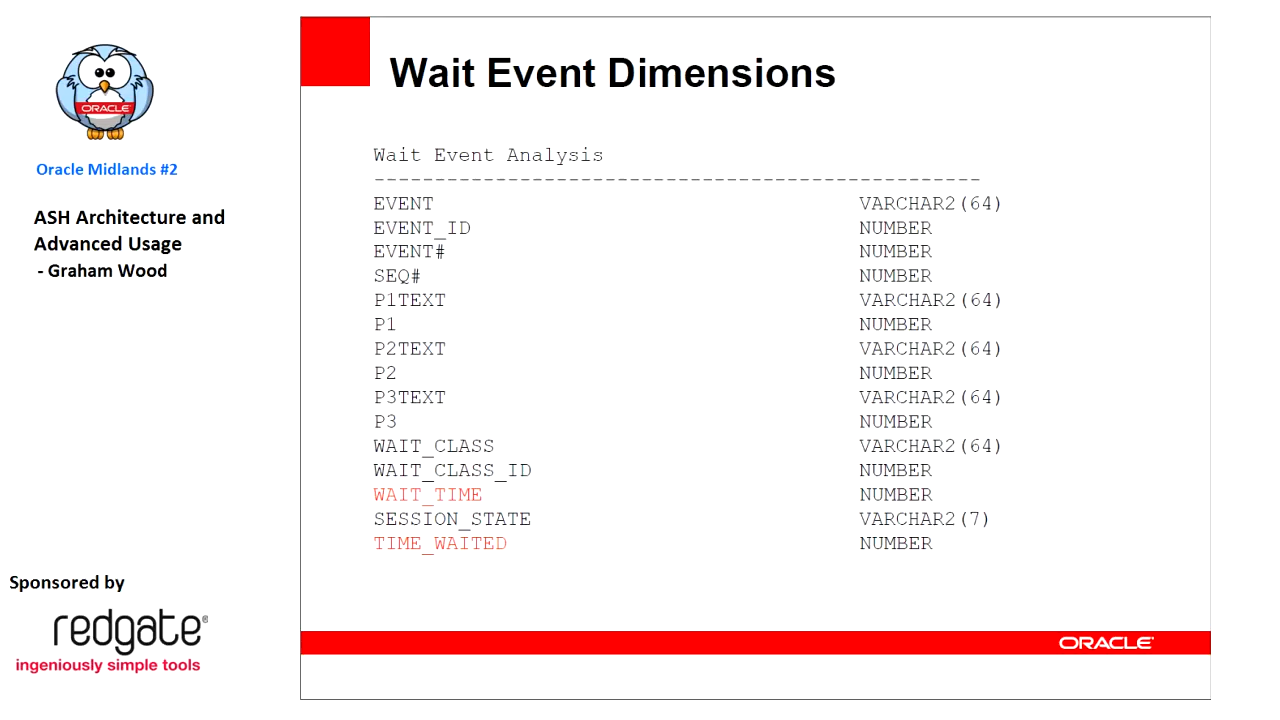 ORACLE
Oracle Midlands #2
ASH Architecture and
Advanced Usage
- Graham Wood
Sponsored by
redgate®
ingeniously simple tools
Wait Event Dimensions
Wait Event Analysis
--------------------------------------------------
EVENT VARCHAR2(64)
EVENT_ID NUMBER
EVENT# NUMBER
SEQ# NUMBER
P1TEXT VARCHAR2(64)
P1 NUMBER
P2TEXT VARCHAR2(64)
P2 NUMBER
P3TEXT VARCHAR2(64)
P3 NUMBER
WAIT_CLASS VARCHAR2(64)
WAIT_CLASS_ID NUMBER
WAIT_TIME NUMBER
SESSION_STATE VARCHAR2(7)
TIME_WAITED NUMBER
ORACLE